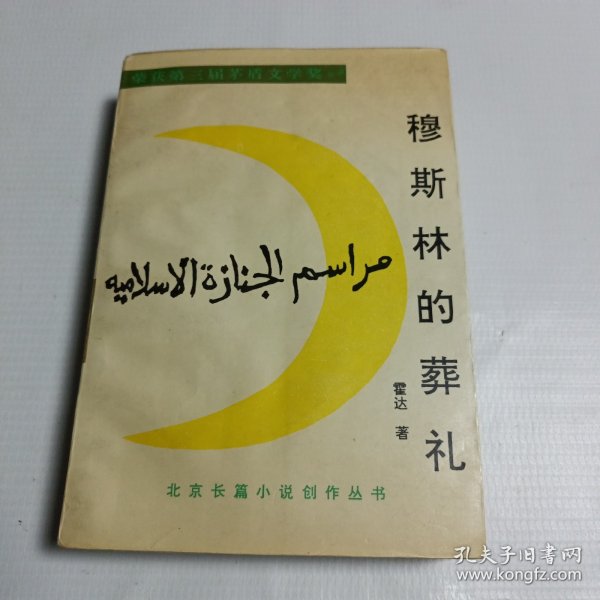 荣获第三届茅盾文学奖
穆斯林的葬礼
مراسم الجنازة الاسلاميه
霍达 著
北京长篇小说创作丛书
孔夫子旧书网
www.kongfz.com